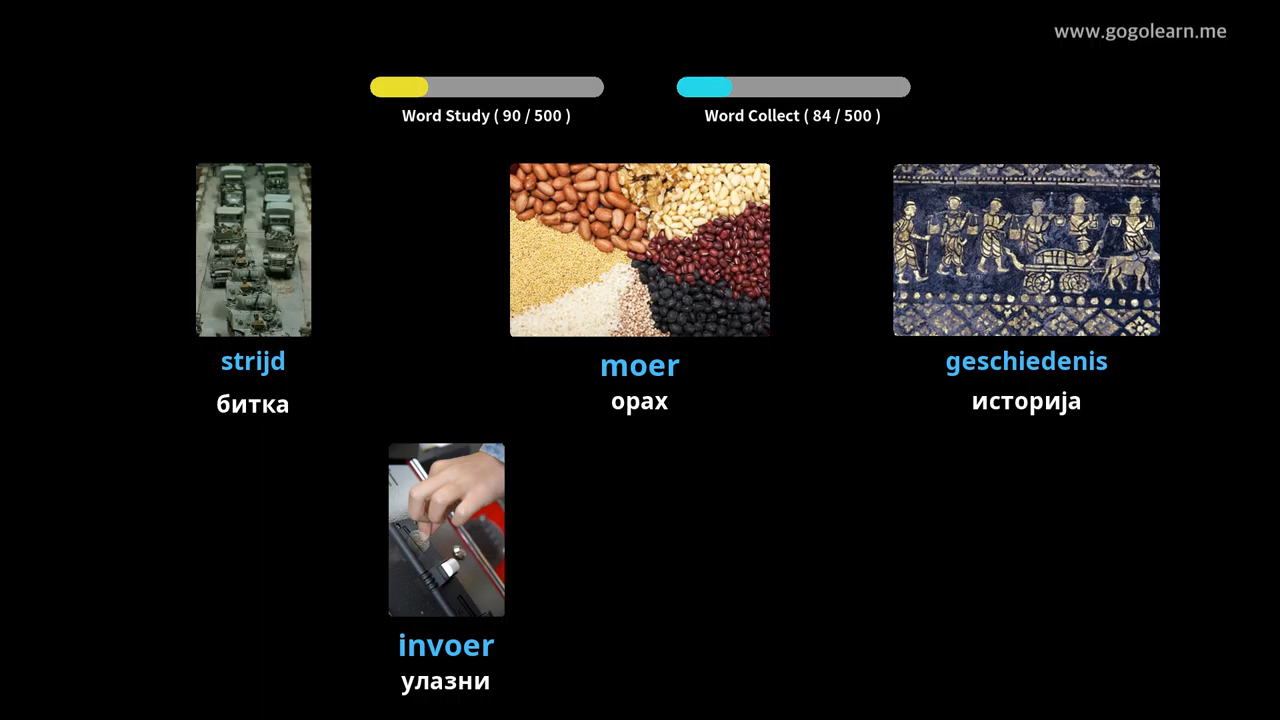 www.gogolearn.me
Word Study ( 90 / 500 )
Word Collect ( 84 / 500 )
strijd
битка
moer
орах
geschiedenis
историја
invoer
улазни